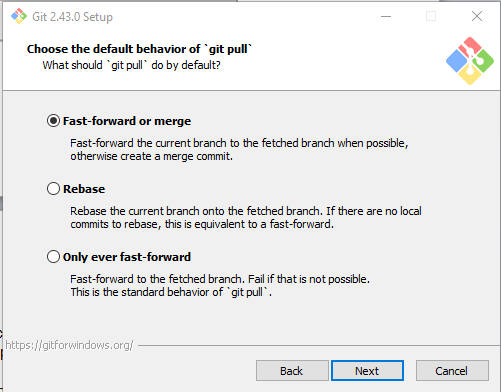 Git 2.43.0 Setup
Choose the default behavior of `git pull`
What should `git pull` do by default?
Fast-forward or merge
Fast-forward the current branch to the fetched branch when possible,
otherwise create a merge commit.
Rebase
Rebase the current branch onto the fetched branch. If there are no local
commits to rebase, this is equivalent to a fast-forward.
Only ever fast-forward
Fast-forward to the fetched branch. Fail if that is not possible.
This is the standard behavior of `git pull`.
https://gitforwindows.org/
Back
Next
Cancel